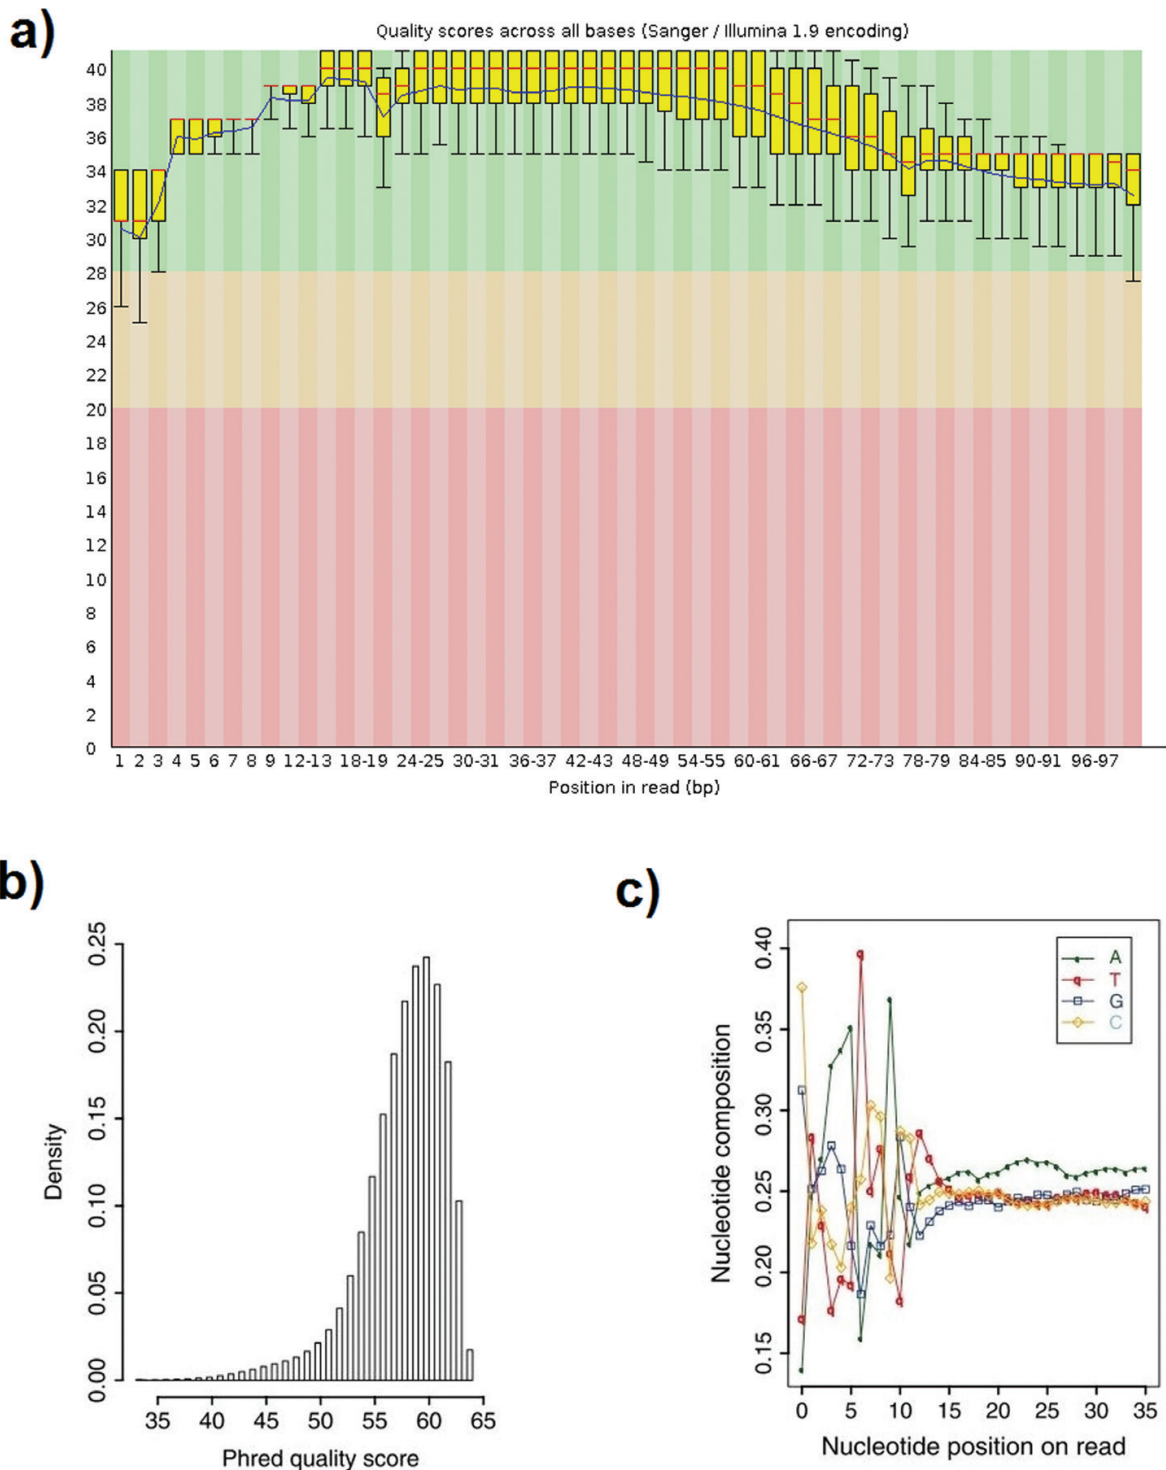 a)
Quality scores across all bases (Sanger / Illumina 1.9 encoding)
40
38
36
34
32
30
28
26
24
22
20
18
16
14
12
10
8
6
4
2
0
1 2 3 4 5 6 7 8 9 12-13 18-19 24-25 30-31 36-37 42-43 48-49 54-55 60-61 66-67 72-73 78-79 84-85 90-91 96-97
Position in read (bp)
b)
Density
0.25
0.20
0.15
0.10
0.05
0.00
35 40 45 50 55 60 65
Phred quality score
c)
Nucleotide composition
0.40
0.35
0.30
0.25
0.20
0.15
A
T
G
C
0 5 10 15 20 25 30 35
Nucleotide position on read